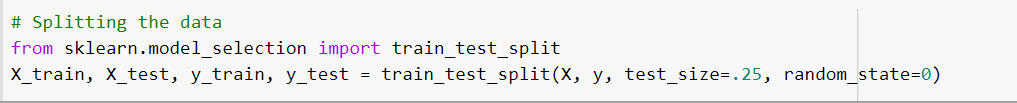 # Splitting the data
from sklearn.model_selection import train_test_split
X_train, X_test, y_train, y_test = train_test_split(X, y, test_size=.25, random_state=0)